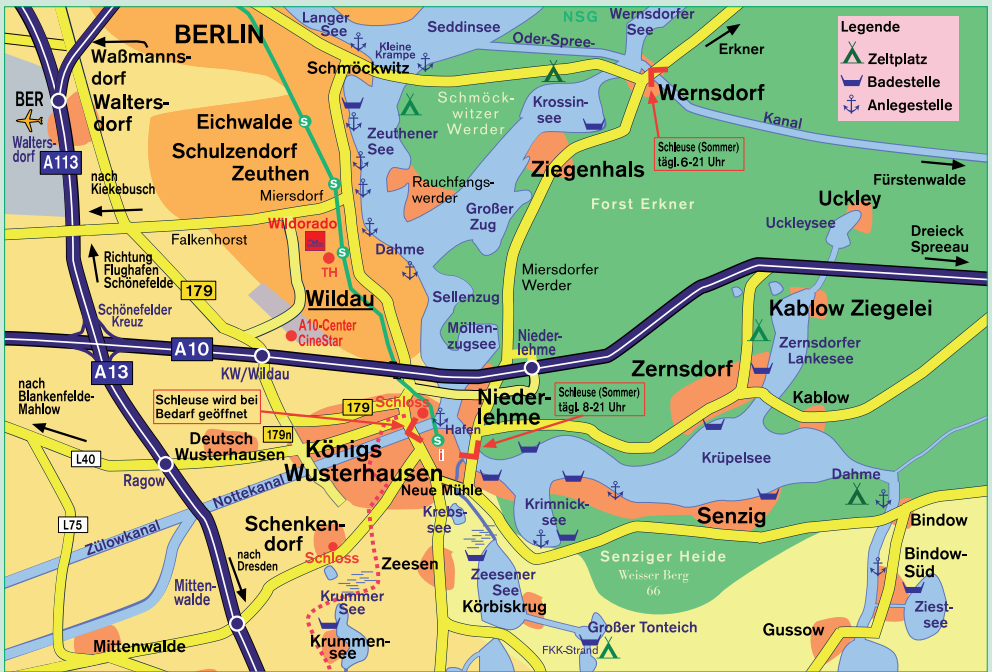 BERLIN
Langer
See
Seddinsee
NSG
Wernsdorfer
See
Oder-Spree-
Erkner
Legende
Zeltplatz
Badestelle
Anlegestelle
Waßmanns-
dorf
Kleine
Krampe
Schmöckwitz
Wernsdorf
BER
Walters-
dorf
Walters-
dorf
Schmöck-
witzer
Werder
Krossin-
see
Kanal
Eichwalde
S
Zeuthener
See
Schleuse (Sommer)
tägl. 6-21 Uhr
A113
Schulzendorf
Zeuthen
Ziegenhals
nach
Kiekebusch
Miersdorf
S
Rauchfangs-
werder
Fürstenwalde
Großer
Zug
Forst Erkner
Uckley
Uckleysee
Wildorado
Falkenhorst
TH
S
Dahme
Dreieck
Spreeau
Richtung
Flughafen
Schönefelde
Miersdorfer
Werder
179
Wildau
Sellenzug
Schönefelder
Kreuz
A10-Center
CineStar
Möllen-
zugsee
Nieder-
lehme
Kablow Ziegelei
A10
Zernsdorfer
Lankesee
A13
KW/Wildau
Zernsdorf
nach
Blankenfelde-
Mahlow
Schleuse wird bei
Bedarf geöffnet
179
Schloss
Nieder-
lehme
Schleuse (Sommer)
tägl. 8-21 Uhr
Kablow
Hafen
179n
Deutsch
Wusterhausen
S
i
L40
Königs
Wusterhausen
Krüpelsee
Ragow
Nottekanal
Neue Mühle
Dahme
Krimnick-
see
Krebs-
see
Senzig
L75
Zülowkanal
Schenken-
dorf
Bindow
nach
Dresden
Schloss
Zeesen
Senziger Heide
Weisser Berg
66
Bindow-
Süd
Mitten-
walde
Krummer
See
Zeesener
See
Körbiskrug
Ziest-
see
Mittenwalde
Krummen-
see
Großer Tonteich
FKK-Strand
Gussow